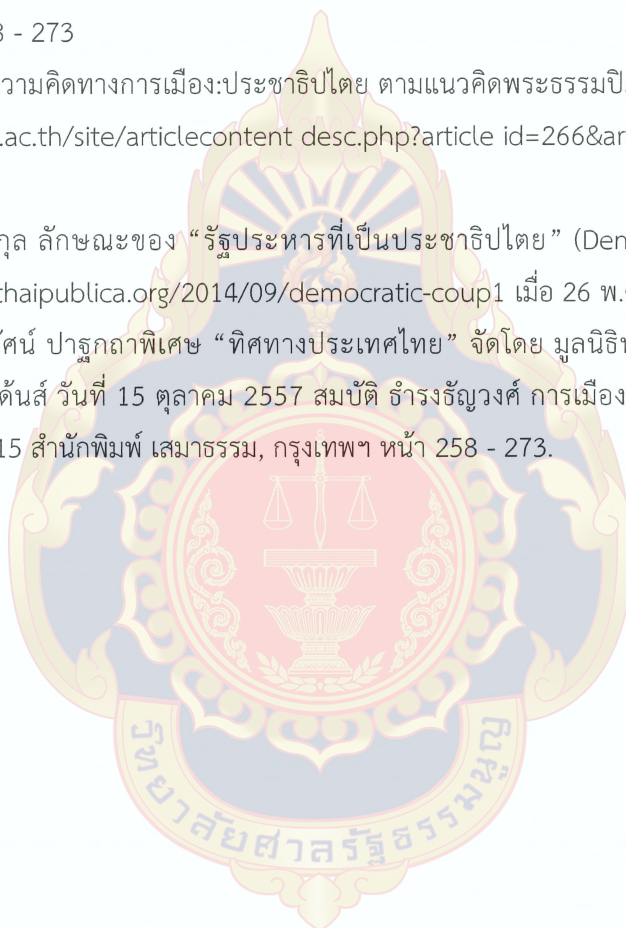 - 273
วามคิดทางการเมือง:ประชาธิปไตย ตามแนวคิดพระธรรมปิ
.ac.th/site/articlecontent desc.php?article id=266&ar
กุล ลักษณะของ “รัฐประหารที่เป็นประชาธิปไตย” (Den
thaipublica.org/2014/09/democratic-coup1 เมื่อ 26 พ.
ศน์ ปาฐกถาพิเศษ “ทิศทางประเทศไทย” จัดโดย มูลนิธิ
ด้นส์ วันที่ 15 ตุลาคม 2557 สมบัติ ธำรงธัญวงศ์ การเมือง
15 สำนักพิมพ์ เสมาธรรม, กรุงเทพฯ หน้า 258 - 273.
วิทยาลัยศาลรัฐธรรมนูญ